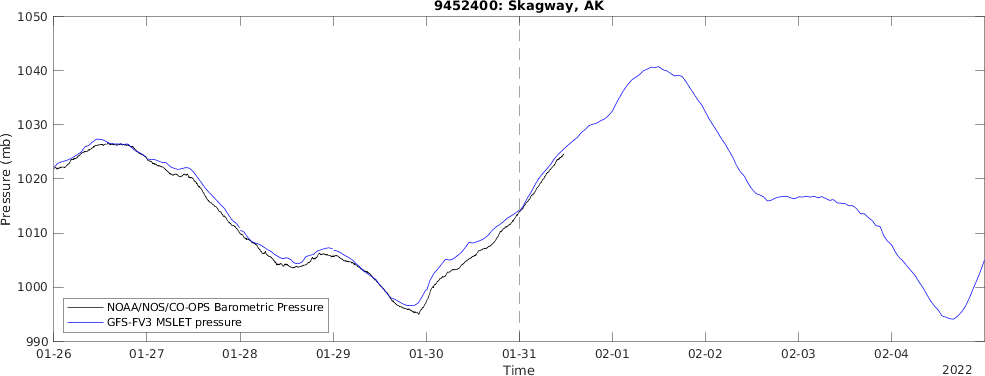 9452400: Skagway, AK
Pressure (mb)
1050
1040
1030
1020
1010
1000
990
NOAA/NOS/CO-OPS Barometric Pressure
GFS-FV3 MSLET pressure
01-26 01-27 01-28 01-29 01-30 01-31 02-01 02-02 02-03 02-04
Time
2022